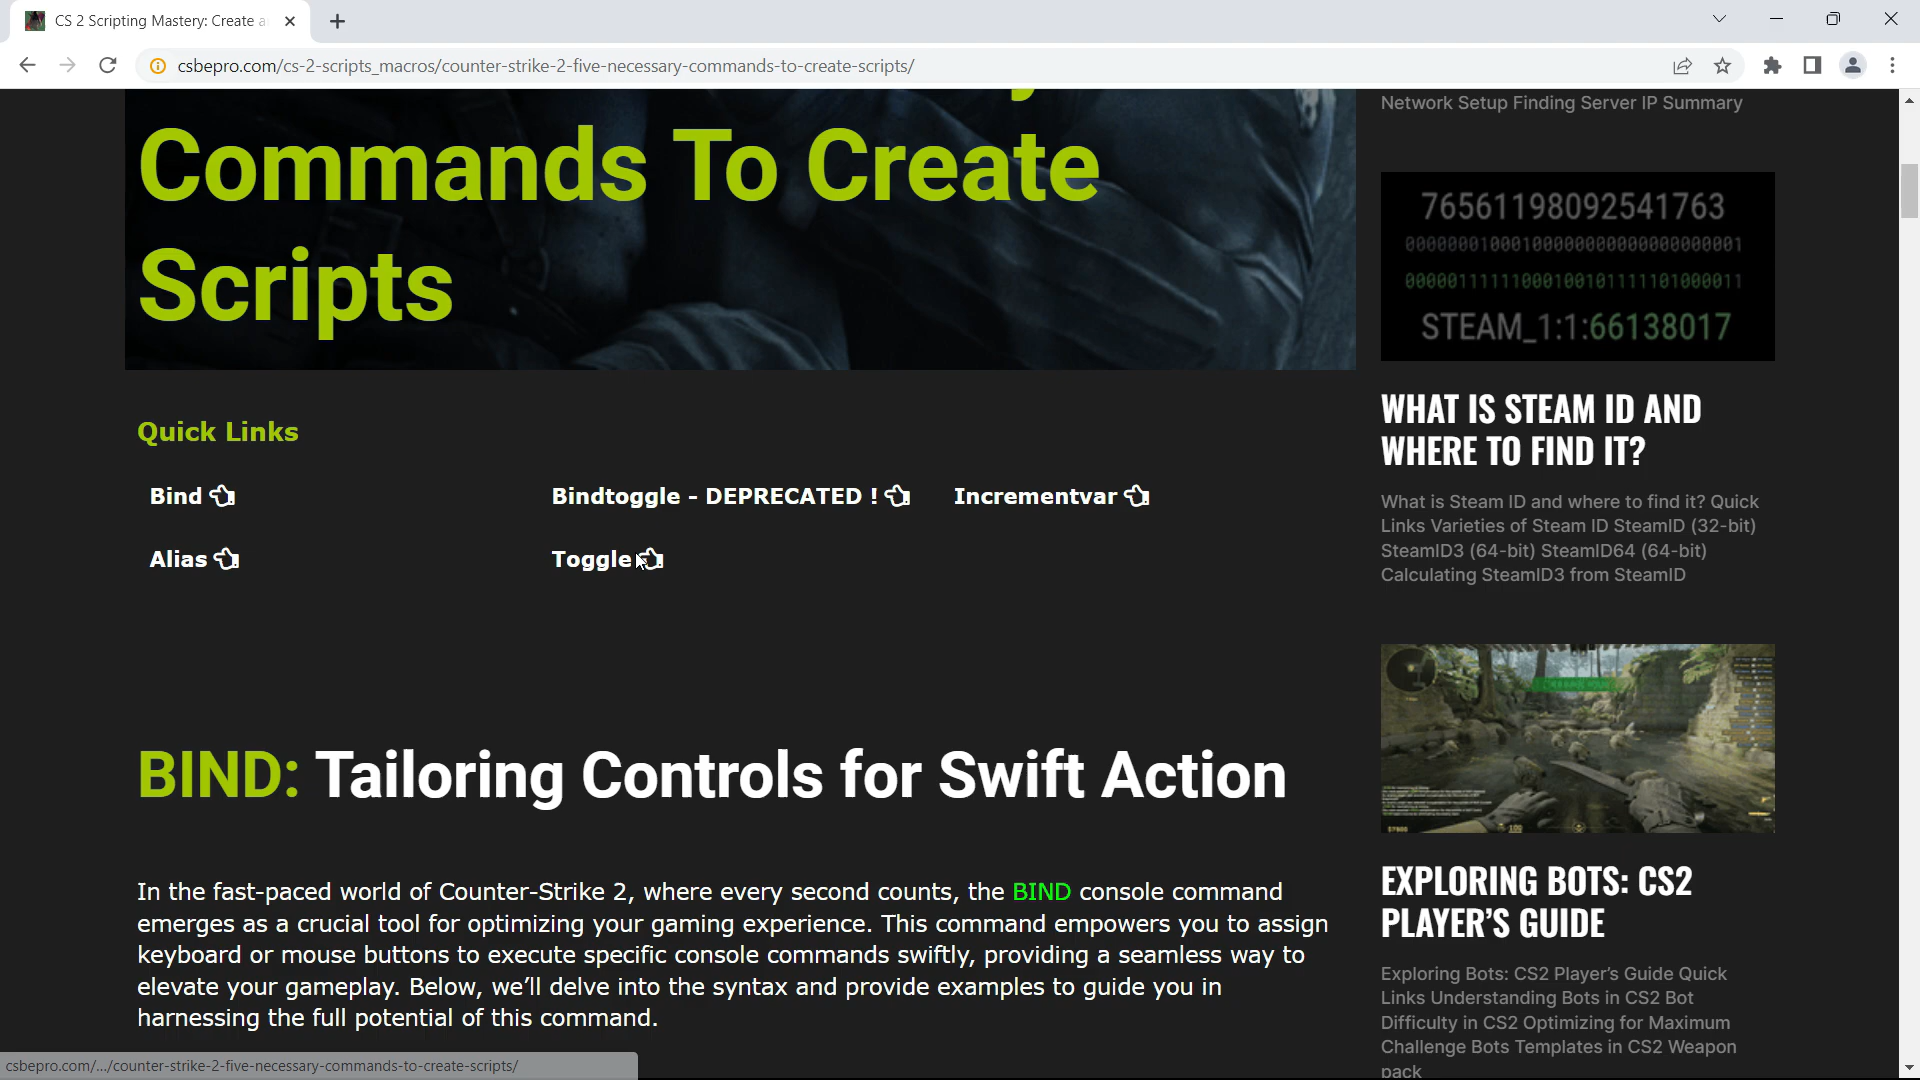 CS 2 Scripting Mastery: Create a
csbepro.com/cs-2-scripts_macros/counter-strike-2-five-necessary-commands-to-create-scripts/
Commands To Create
Scripts
Quick Links
Bind
Bindtoggle - DEPRECATED !
Incrementvar
Alias
Toggle
BIND: Tailoring Controls for Swift Action
In the fast-paced world of Counter-Strike 2, where every second counts, the BIND console command
emerges as a crucial tool for optimizing your gaming experience. This command empowers you to assign
keyboard or mouse buttons to execute specific console commands swiftly, providing a seamless way to
elevate your gameplay. Below, we'll delve into the syntax and provide examples to guide you in
harnessing the full potential of this command.
Network Setup Finding Server IP Summary
76561198092541763
STEAM_1:1:66138017
WHAT IS STEAM ID AND
WHERE TO FIND IT?
What is Steam ID and where to find it? Quick
Links Varieties of Steam ID SteamID (32-bit)
SteamID3 (64-bit) SteamID64 (64-bit)
Calculating SteamID3 from SteamID
EXPLORING BOTS: CS2
PLAYER'S GUIDE
Exploring Bots: CS2 Player's Guide Quick
Links Understanding Bots in CS2 Bot
Difficulty in CS2 Optimizing for Maximum
Challenge Bots Templates in CS2 Weapon
pack
csbepro.com/.../counter-strike-2-five-necessary-commands-to-create-scripts/